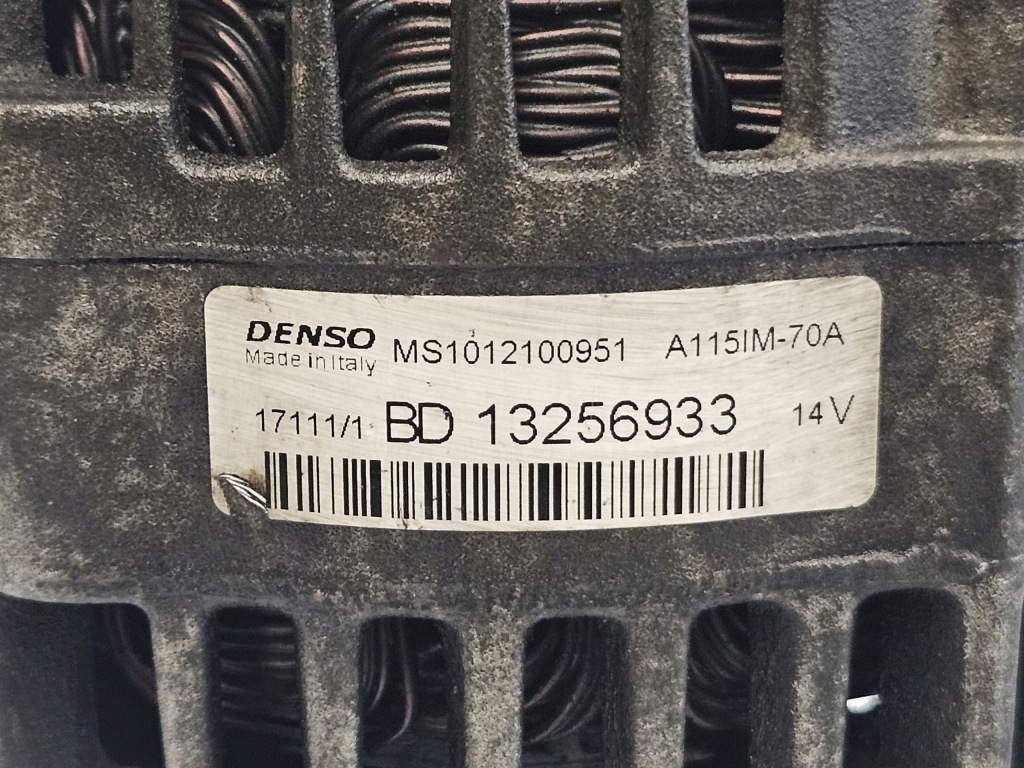 DENSO MS1012100951 A115IM-70A
Made in Italy
17111/1 BD 13256933 14V